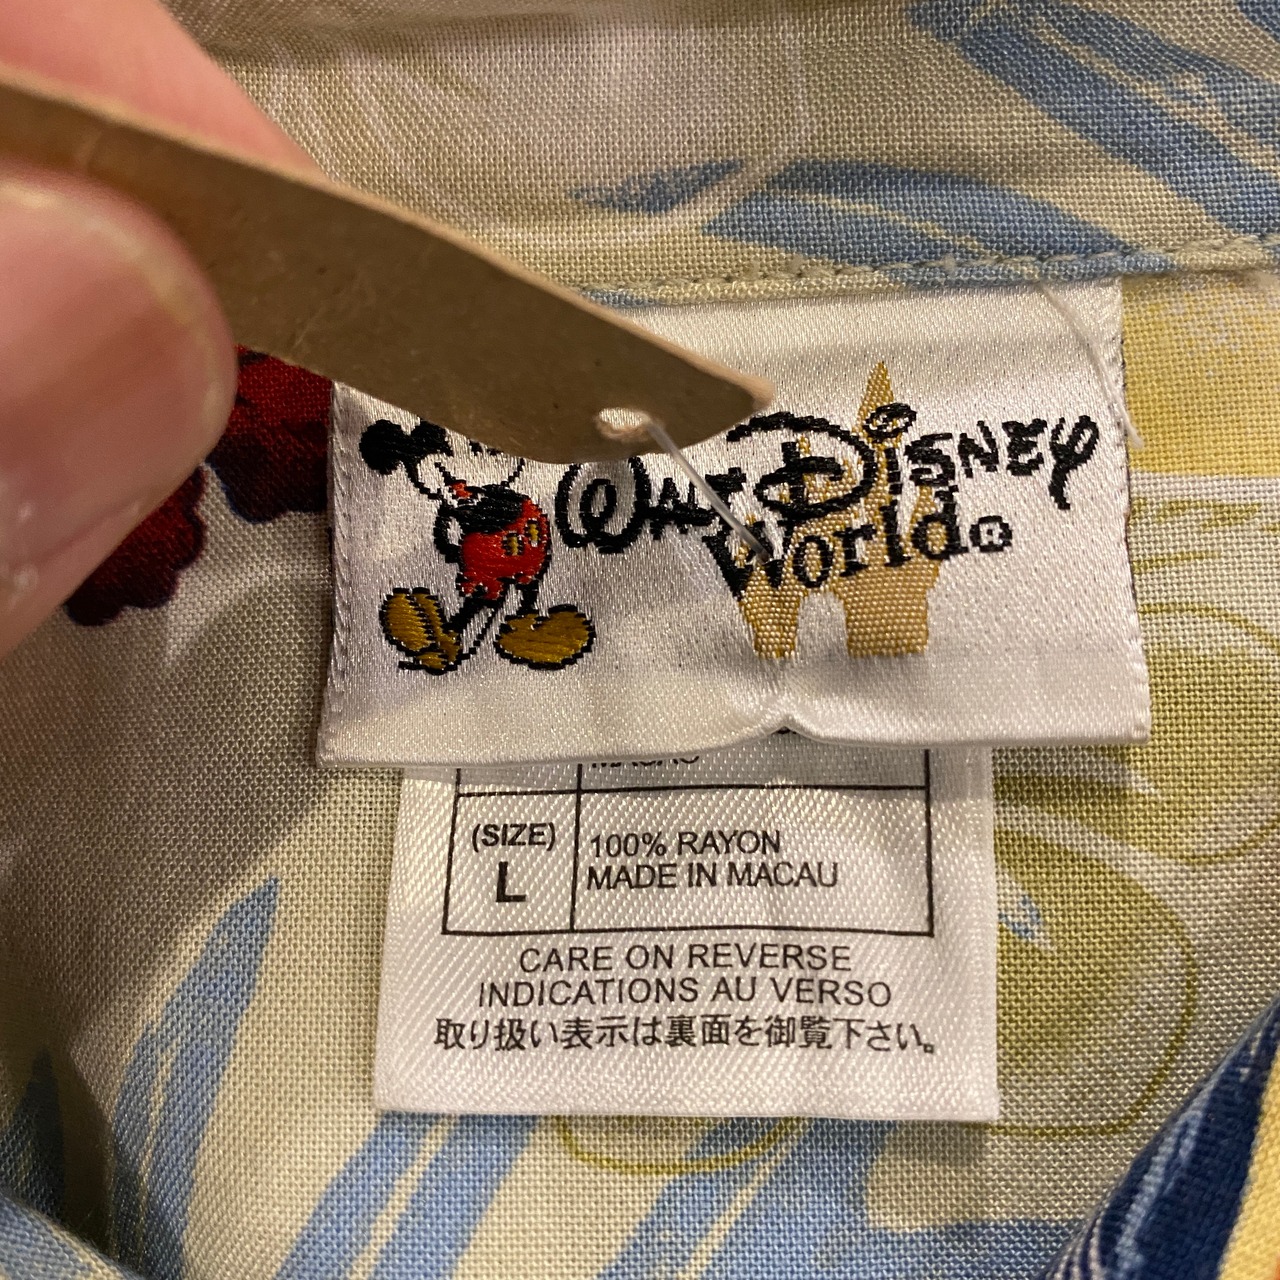 WALT DISNEY
World®
(SIZE)
L
100% RAYON
MADE IN MACAU
CARE ON REVERSE
INDICATIONS AU VERSO
取り扱い表示は裏面を御覧下さい。